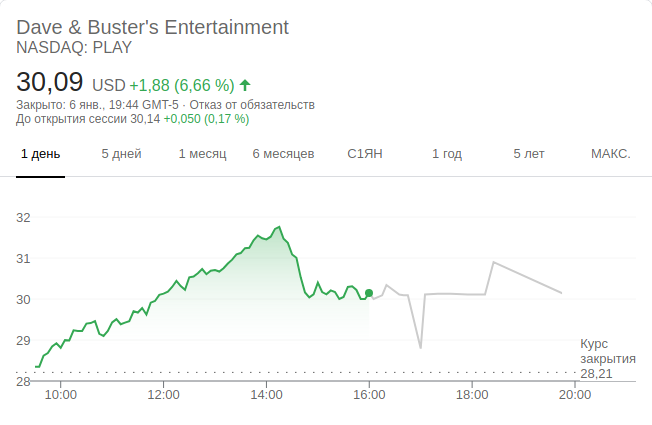 Dave & Buster's Entertainment
NASDAQ: PLAY
30,09 USD +1,88 (6,66 %)
Закрыто: 6 янв., 19:44 GMT-5 · Отказ от обязательств
До открытия сессии 30,14 +0,050 (0,17 %)
1 день 5 дней 1 месяц 6 месяцев С1ЯН 1 год 5 лет МАКС.
32
31
30
29
Курс
закрытия
28,21
28
10:00 12:00 14:00 16:00 18:00 20:00